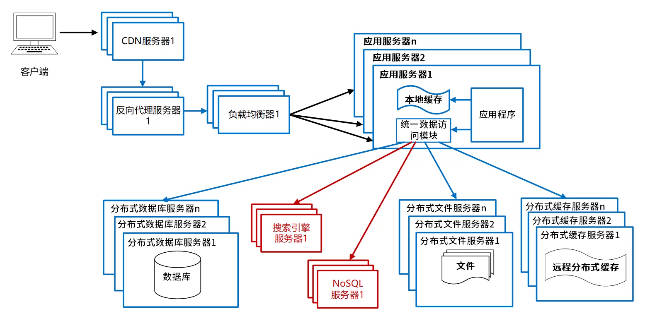 客户端
CDN服务器1
反向代理服务器
1
负载均衡器1
应用服务器n
应用服务器2
应用服务器1
本地缓存
应用程序
统一数据访
问模块
分布式数据库服务器n
分布式数据库服务器2
分布式数据库服务器1
数据库
搜索引擎
服务器1
NoSQL
服务器1
分布式文件服务器n
分布式文件服务器2
分布式文件服务器1
文件
分布式缓存服务器n
分布式缓存服务器2
分布式缓存服务器1
远程分布式缓存